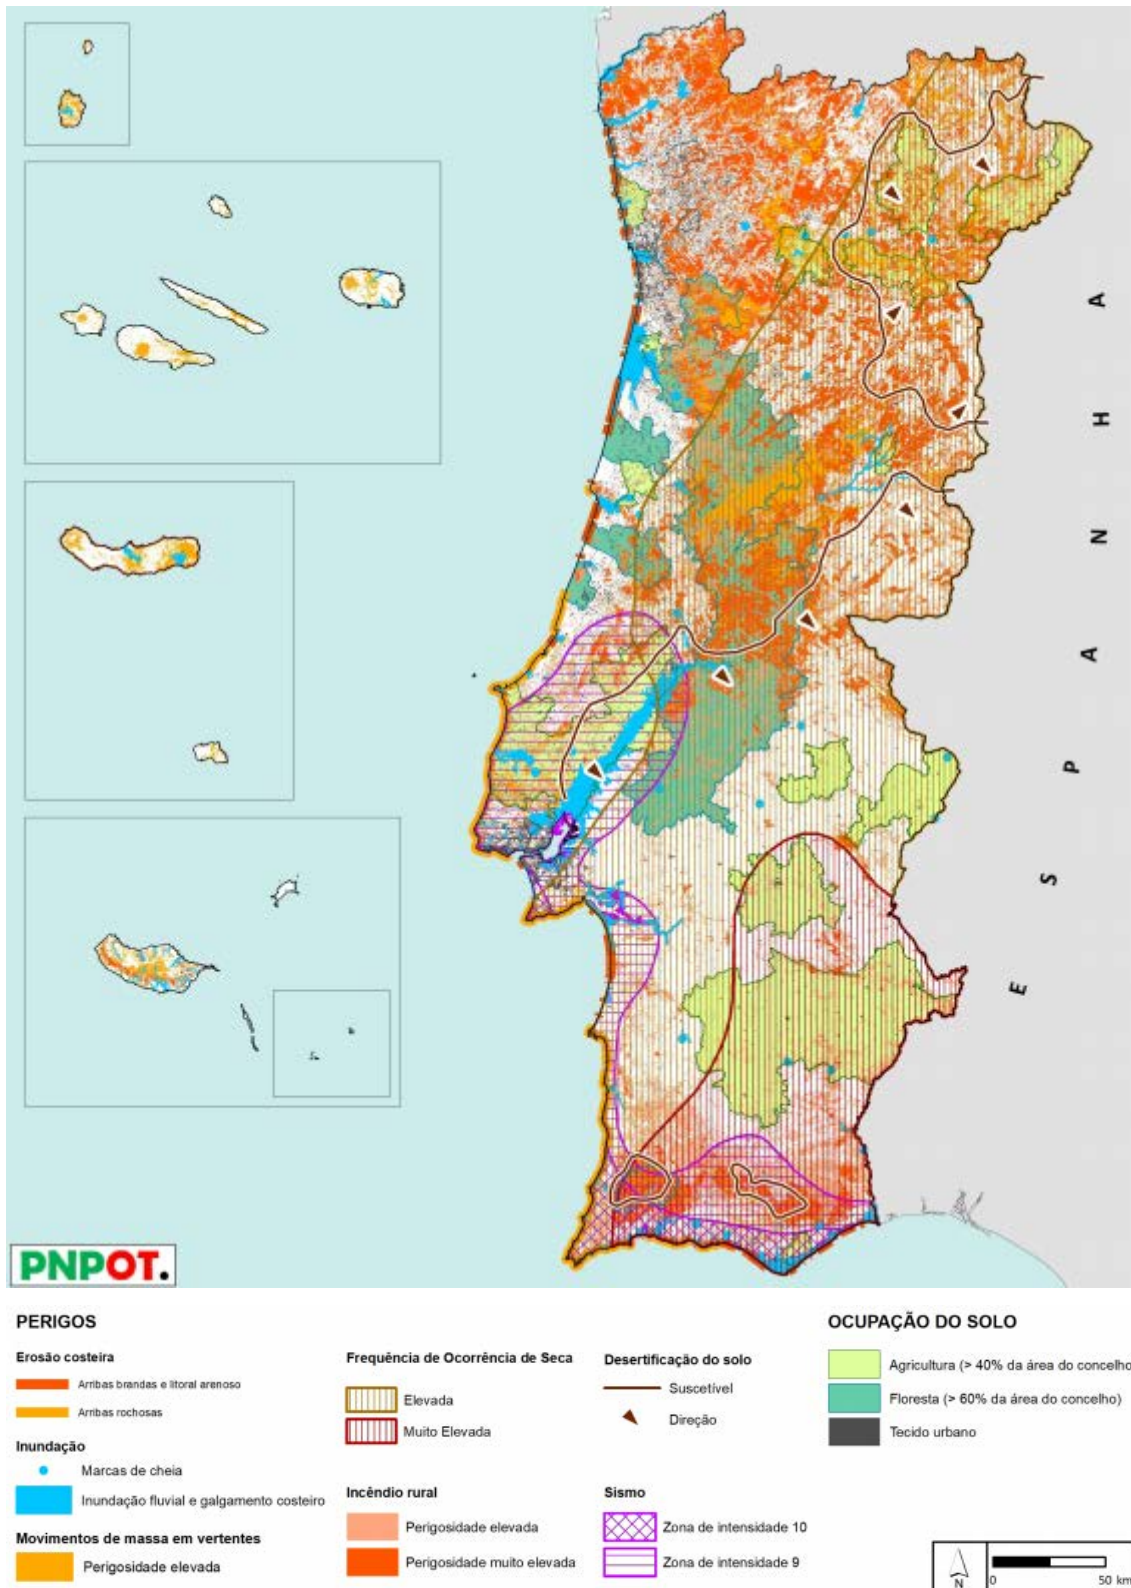 E S P A N H A
PNPOT.
PERIGOS
Erosão costeira
Arribas brandas e litoral arenoso
Arribas rochosas
Inundação
Marcas de cheia
Inundação fluvial e galgamento costeiro
Movimentos de massa em vertentes
Perigosidade elevada
Frequência de Ocorrência de Seca
Elevada
Muito Elevada
Incêndio rural
Perigosidade elevada
Perigosidade muito elevada
Desertificação do solo
Suscetível
Direção
Sismo
Zona de intensidade 10
Zona de intensidade 9
OCUPAÇÃO DO SOLO
Agricultura (> 40% da área do concelho
Floresta (> 60% da área do concelho)
Tecido urbano
N
0 50 km